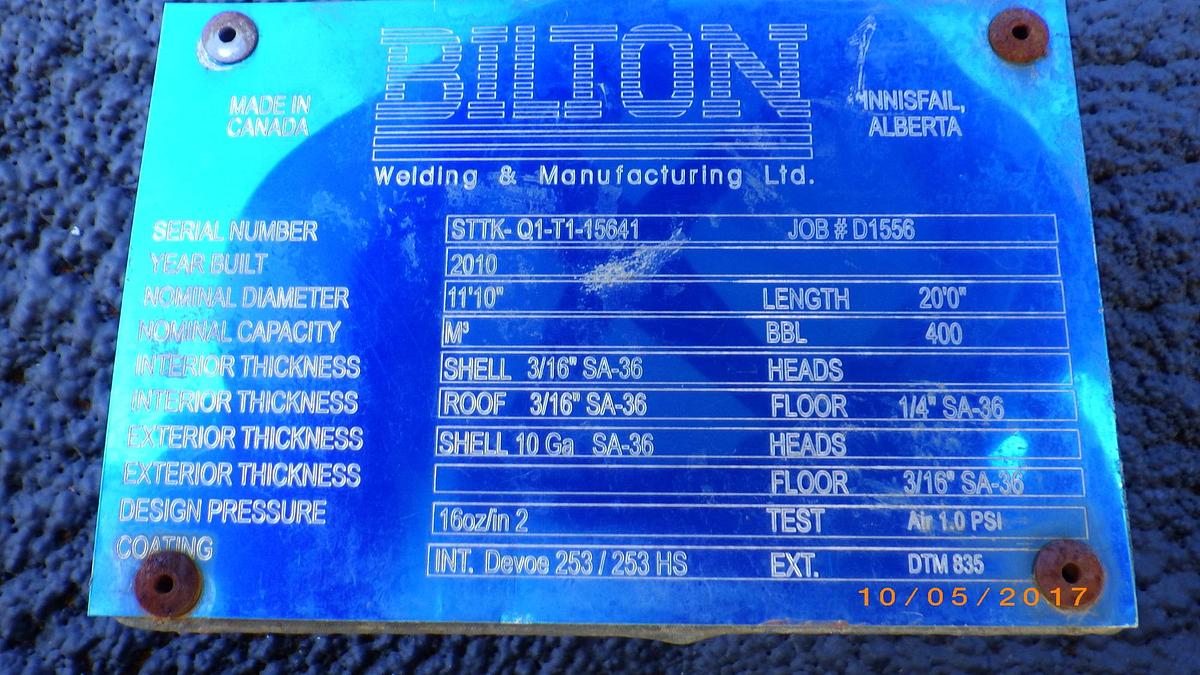 BILTON
MADE IN
CANADA
INNISFAIL,
ALBERTA
Welding & Manufacturing Ltd.
SERIAL NUMBER STTK- Q1-T1-15641 JOB # D1556
YEAR BUILT 2010
NOMINAL DIAMETER 11'10" LENGTH 20'0"
NOMINAL CAPACITY M³ BBL 400
INTERIOR THICKNESS SHELL 3/16" SA-36 HEADS
INTERIOR THICKNESS ROOF 3/16" SA-36 FLOOR 1/4" SA-36
EXTERIOR THICKNESS SHELL 10 Ga SA-36 HEADS
EXTERIOR THICKNESS FLOOR 3/16" SA-36
DESIGN PRESSURE 16oz/in 2 TEST Air 1.0 PSI
COATING INT. Devoe 253 / 253 HS EXT. DTM 835
10/05/2017